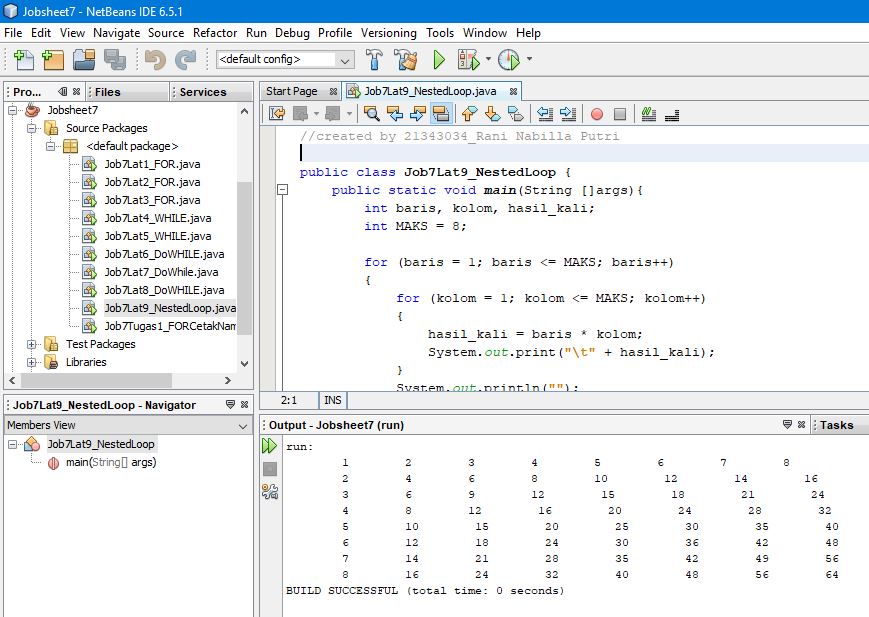 Jobsheet7 - NetBeans IDE 6.5.1
File Edit View Navigate Source Refactor Run Debug Profile Versioning Tools Window Help
<default config>
Pro... Files Services
Jobsheet7
Source Packages
<default package>
Job7Lat1_FOR.java
Job7Lat2_FOR.java
Job7Lat3_FOR.java
Job7Lat4_WHILE.java
Job7Lat5_WHILE.java
Job7Lat6_DoWHILE.java
Job7Lat7_DoWhile.java
Job7Lat8_DoWHILE.java
Job7Lat9_NestedLoop.java
Job7Tugas1_FORCetakNam
Test Packages
Libraries
Job7Lat9_NestedLoop - Navigator
Members View
Job7Lat9_NestedLoop
main(String[] args)
Start Page Job7Lat9_NestedLoop.java
//created by 21343034_Rani Nabilla Putri
public class Job7Lat9_NestedLoop {
public static void main(String []args){
int baris, kolom, hasil_kali;
int MAKS = 8;
for (baris = 1; baris <= MAKS; baris++)
{
for (kolom = 1; kolom <= MAKS; kolom++)
{
hasil_kali = baris * kolom;
System.out.print("\t" + hasil_kali);
}
System.out.println("");
2:1 INS
Output - Jobsheet7 (run) Tasks
run:
1 2 3 4 5 6 7 8
2 4 6 8 10 12 14 16
3 6 9 12 15 18 21 24
4 8 12 16 20 24 28 32
5 10 15 20 25 30 35 40
6 12 18 24 30 36 42 48
7 14 21 28 35 42 49 56
8 16 24 32 40 48 56 64
BUILD SUCCESSFUL (total time: 0 seconds)